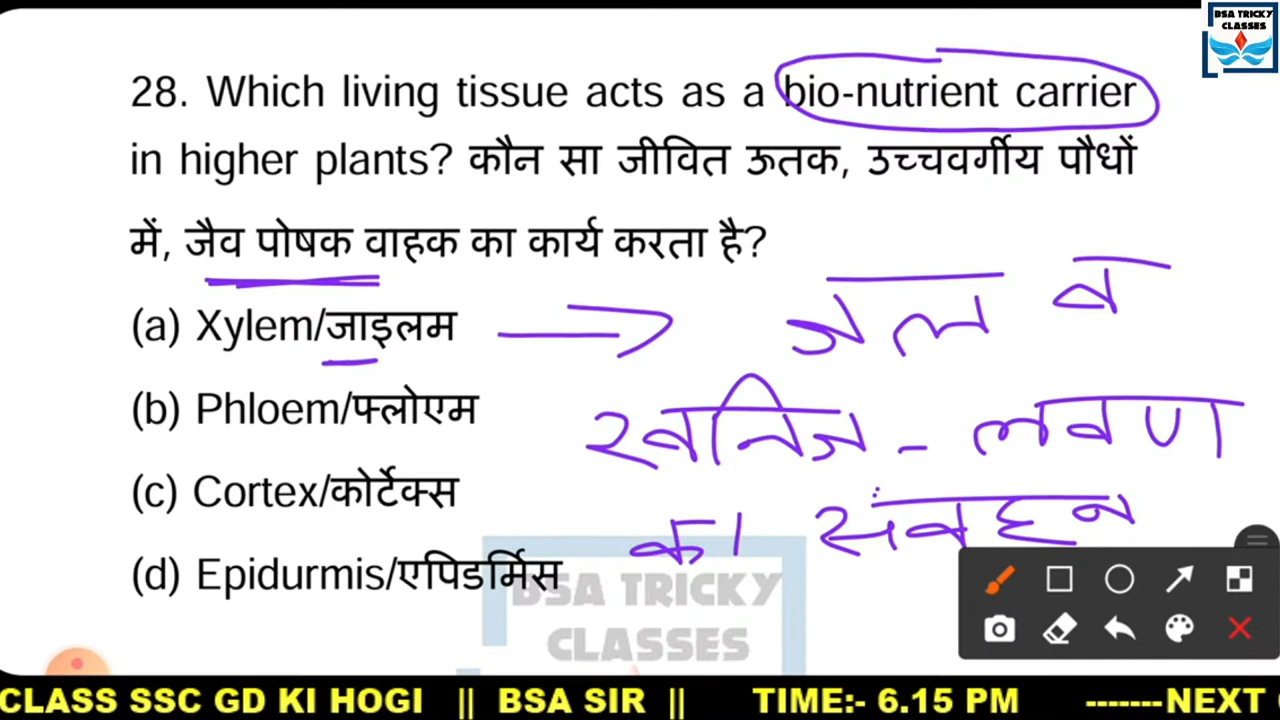 BSA TRICKY
CLASSES
28. Which living tissue acts as a bio-nutrient carrier
in higher plants? कौन सा जीवित ऊतक, उच्चवर्गीय पौधों
में, जैव पोषक वाहक का कार्य करता है?
(a) Xylem/जाइलम
जल व
(b) Phloem/फ्लोएम
खनिज - लवण
(c) Cortex/कोर्टेक्स
का संवहन
(d) Epidurmis/एपिडर्मिस
BSA TRICKY
CLASSES
CLASS SSC GD KI HOGI || BSA SIR || TIME:- 6.15 PM -------NEXT